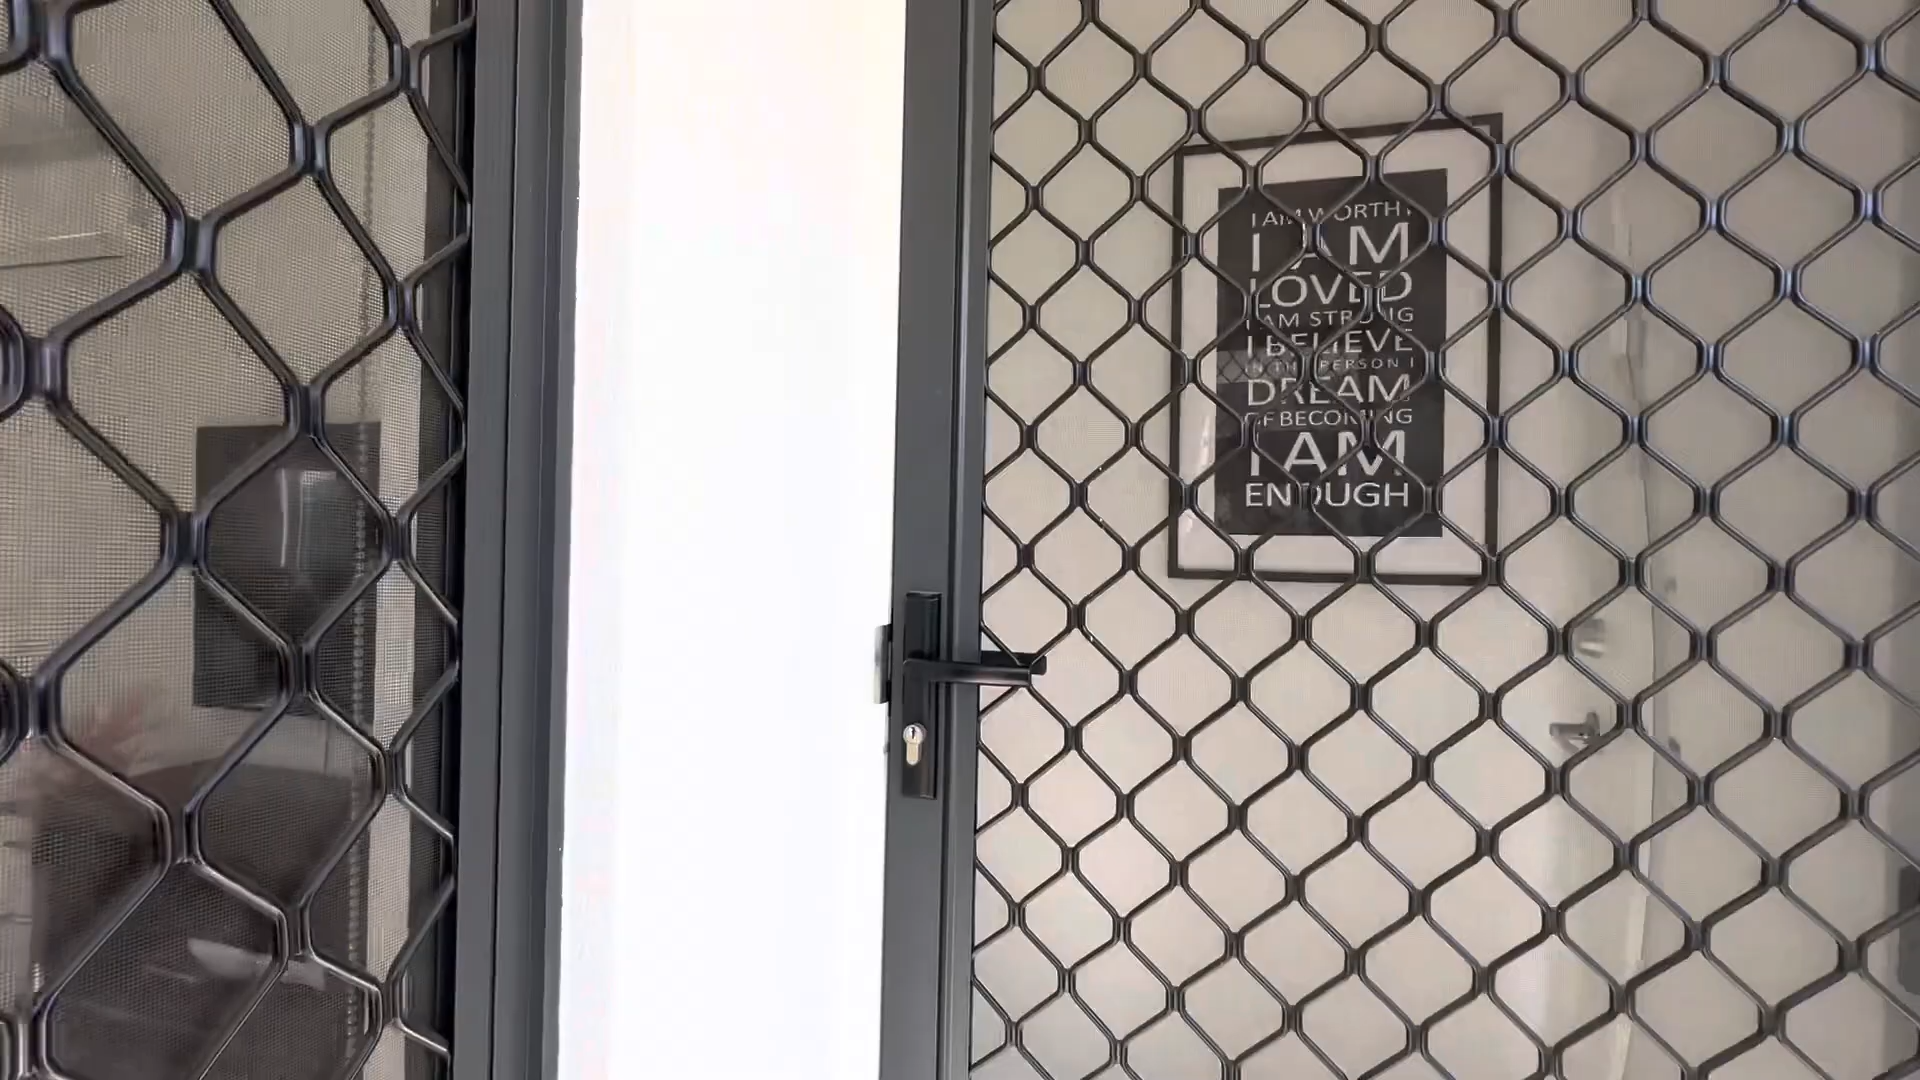 I AM WORTHY
I AM
LOVED
I AM STRONG
I BELIEVE
IN THE PERSON I
DREAM
OF BECOMING
I AM
ENOUGH